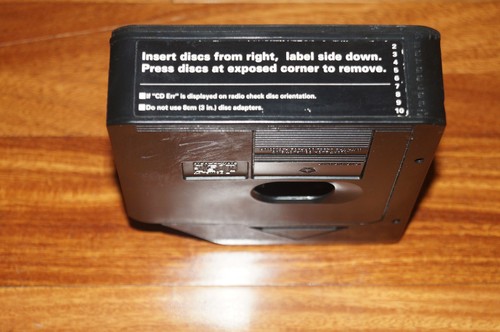 Insert discs from right, label side down.
Press discs at exposed corner to remove.
If "CD Err" is displayed on radio check disc orientation.
Do not use 8cm (3 in.) disc adapters.
2
3
4
5
6
7
8
9
10